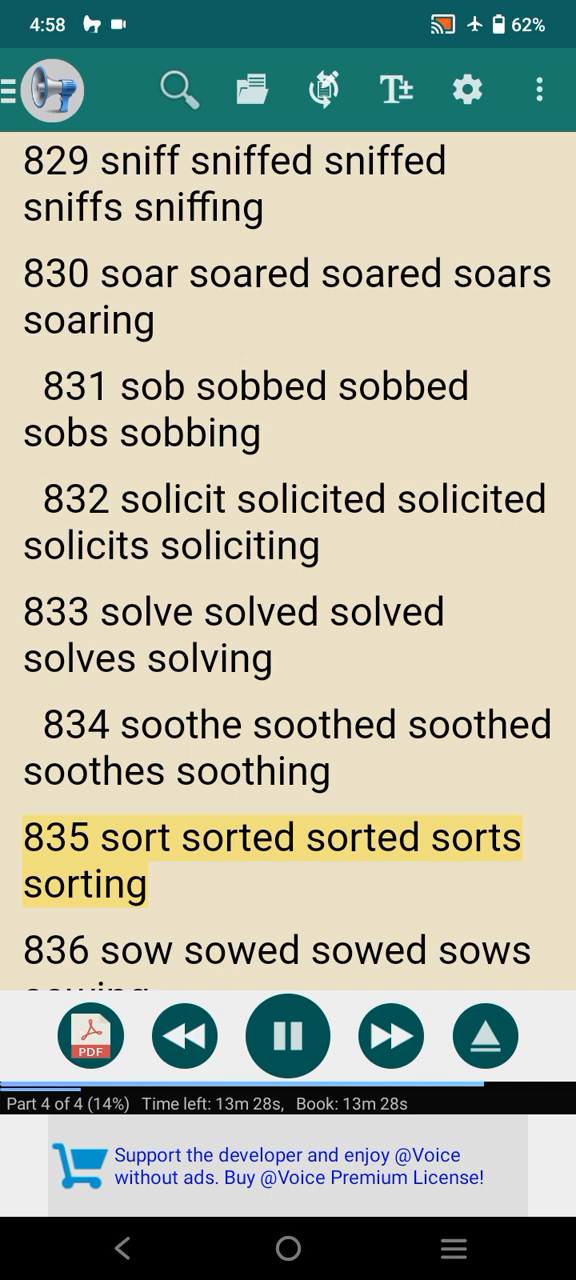 4:58
62%
T±
829 sniff sniffed sniffed
sniffs sniffing
830 soar soared soared soars
soaring
831 sob sobbed sobbed
sobs sobbing
832 solicit solicited solicited
solicits soliciting
833 solve solved solved
solves solving
834 soothe soothed soothed
soothes soothing
835 sort sorted sorted sorts
sorting
836 sow sowed sowed sows
PDF
Part 4 of 4 (14%) Time left: 13m 28s, Book: 13m 28s
Support the developer and enjoy @Voice
without ads. Buy @Voice Premium License!